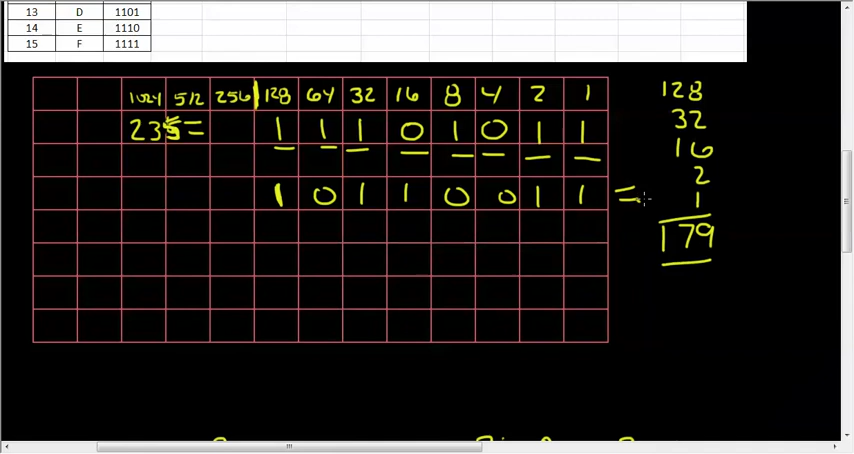 13 D 1101
14 E 1110
15 F 1111
1024 512 256 128 64 32 16 8 4 2 1
235 = 1 1 1 0 1 0 1 1
1 0 1 1 0 0 1 1 =
128
32
16
2
1
179